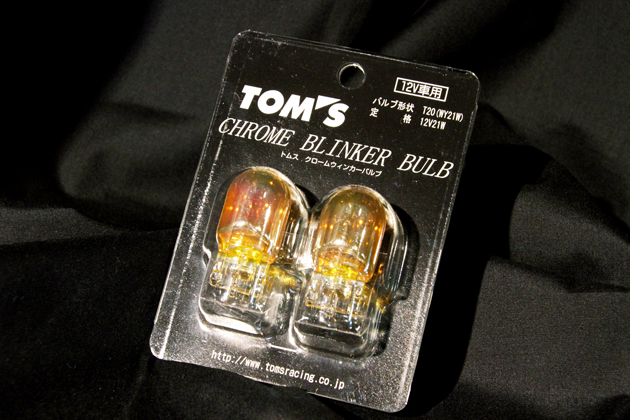 12V車用
TOM'S
バルブ形状 T20(WY21W)
定 格 12V21W
CHROME BLINKER BULB
トムス クロームウィンカーバルブ
http://www.tomsracing.co.jp